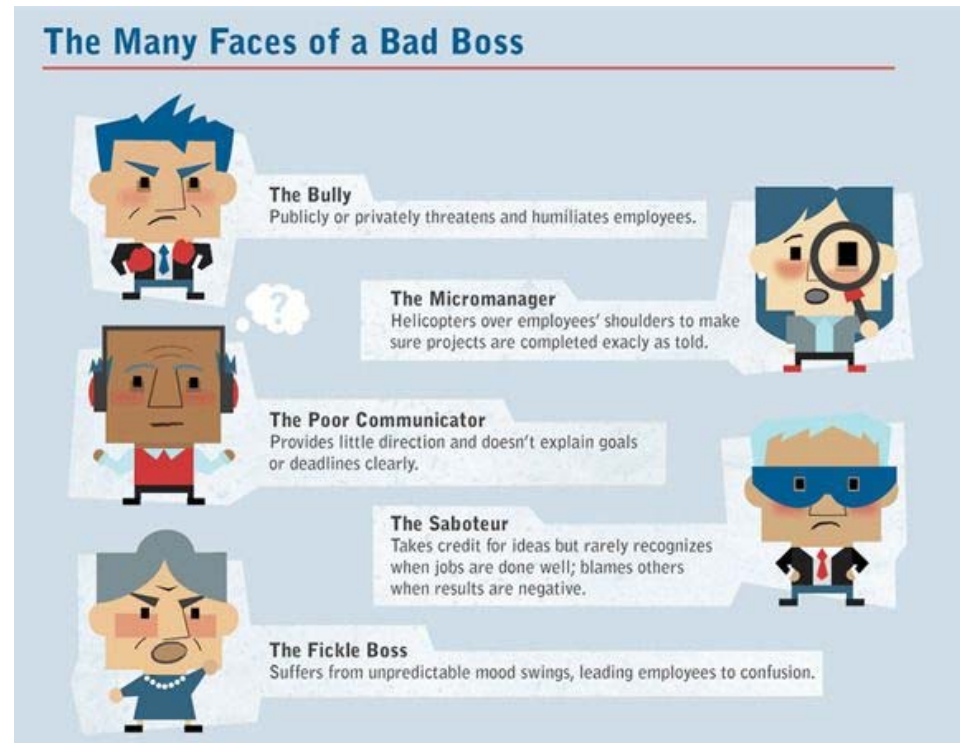 The Many Faces of a Bad Boss
The Bully
Publicly or privately threatens and humiliates employees.
?
The Micromanager
Helicopters over employees' shoulders to make
sure projects are completed exacly as told.
The Poor Communicator
Provides little direction and doesn't explain goals
or deadlines clearly.
The Saboteur
Takes credit for ideas but rarely recognizes
when jobs are done well; blames others
when results are negative.
The Fickle Boss
Suffers from unpredictable mood swings, leading employees to confusion.